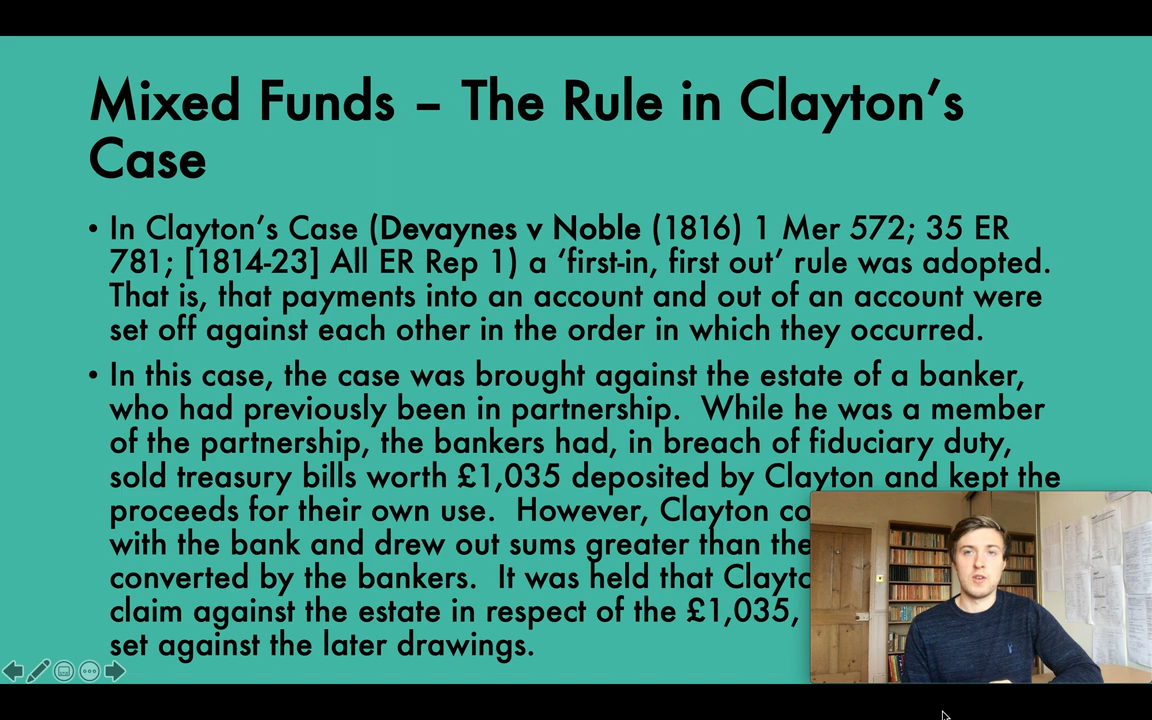 Mixed Funds – The Rule in Clayton’s
Case
• In Clayton’s Case (Devaynes v Noble (1816) 1 Mer 572; 35 ER
781; [1814-23] All ER Rep 1) a ‘first-in, first out’ rule was adopted.
That is, that payments into an account and out of an account were
set off against each other in the order in which they occurred.
• In this case, the case was brought against the estate of a banker,
who had previously been in partnership. While he was a member
of the partnership, the bankers had, in breach of fiduciary duty,
sold treasury bills worth £1,035 deposited by Clayton and kept the
proceeds for their own use. However, Clayton
with the bank and drew out sums greater than the
converted by the bankers. It was held that
claim against the estate in respect of the £1,035,
set against the later drawings.